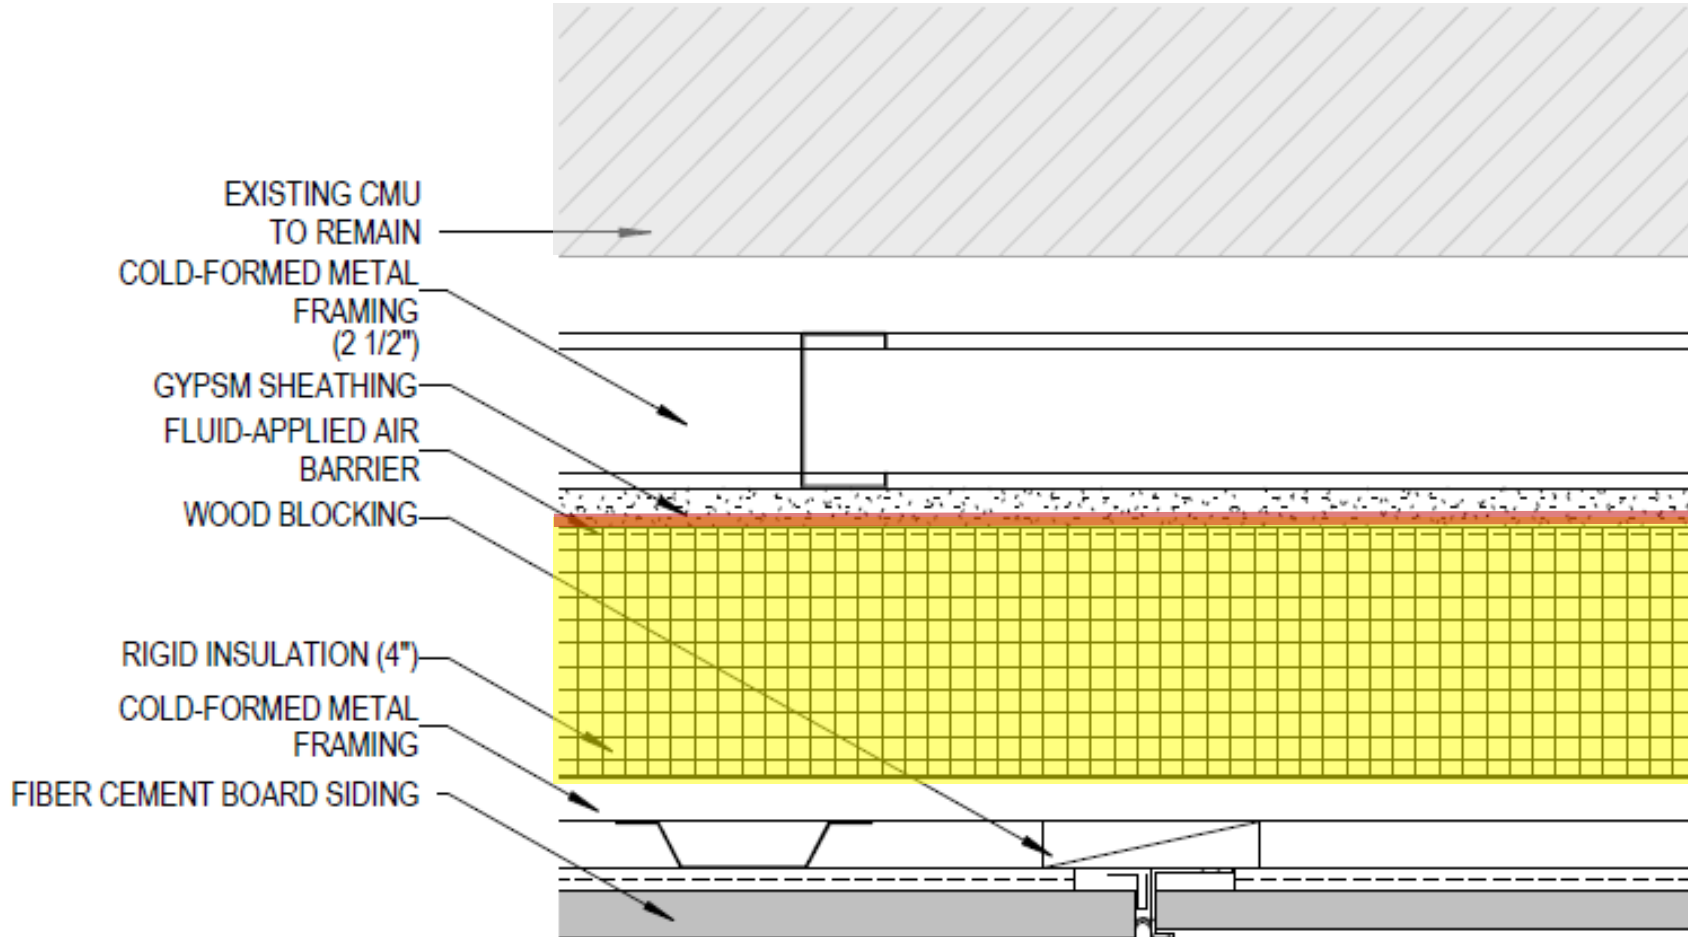 EXISTING CMU
TO REMAIN
COLD-FORMED METAL
FRAMING
(2 1/2")
GYPSM SHEATHING
FLUID-APPLIED AIR
BARRIER
WOOD BLOCKING
RIGID INSULATION (4")
COLD-FORMED METAL
FRAMING
FIBER CEMENT BOARD SIDING